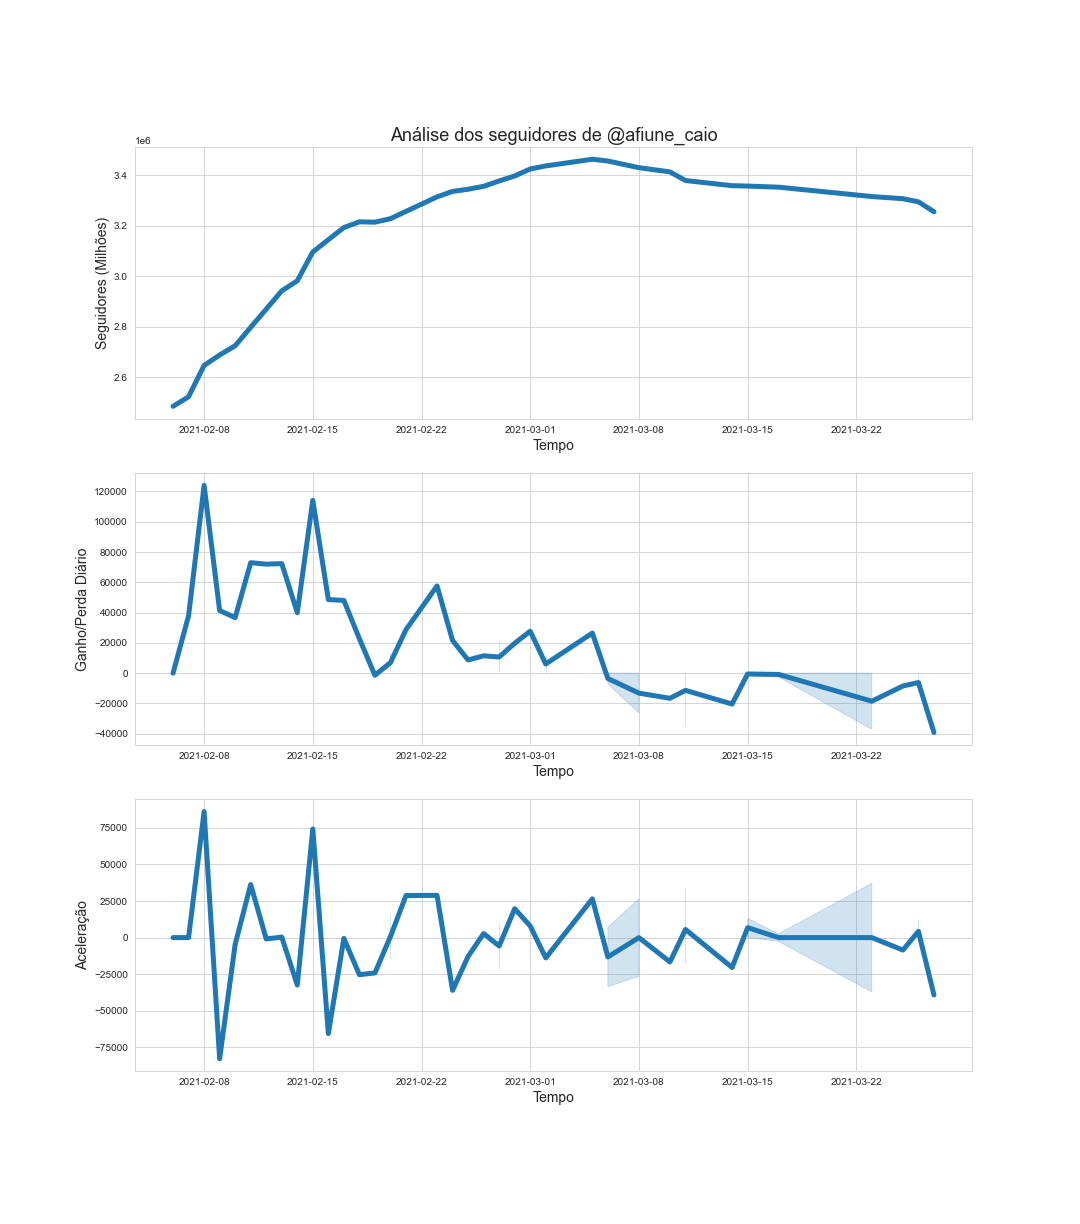 Análise dos seguidores de @afiune_caio
1e6
Seguidores (Milhões)
3.4
3.2
3.0
2.8
2.6
2021-02-08 2021-02-15 2021-02-22 2021-03-01 2021-03-08 2021-03-15 2021-03-22
Tempo
Ganho/Perda Diário
120000
100000
80000
60000
40000
20000
0
−20000
−40000
2021-02-08 2021-02-15 2021-02-22 2021-03-01 2021-03-08 2021-03-15 2021-03-22
Tempo
Aceleração
75000
50000
25000
0
−25000
−50000
−75000
2021-02-08 2021-02-15 2021-02-22 2021-03-01 2021-03-08 2021-03-15 2021-03-22
Tempo